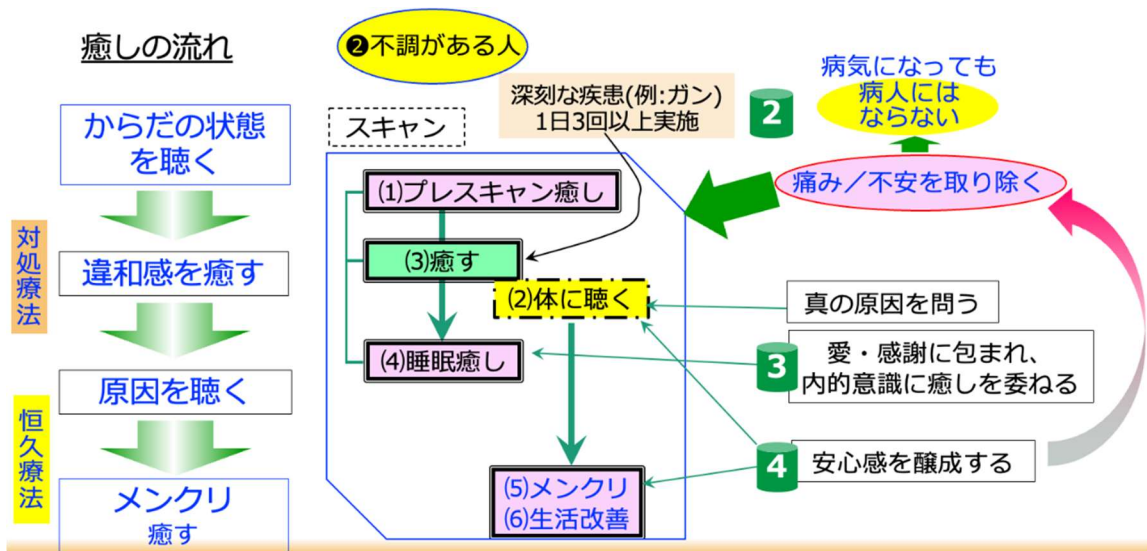 癒しの流れ
からだの状態
を聴く
違和感を癒す
原因を聴く
メンクリ
癒す
対処療法
恒久療法
❷不調がある人
スキャン
深刻な疾患(例:ガン)
1日3回以上実施
⑴プレスキャン癒し
⑶癒す
⑵体に聴く
⑷睡眠癒し
⑸メンクリ
⑹生活改善
2
病気になっても
病人には
ならない
痛み／不安を取り除く
真の原因を問う
3
愛・感謝に包まれ、
内的意識に癒しを委ねる
4
安心感を醸成する